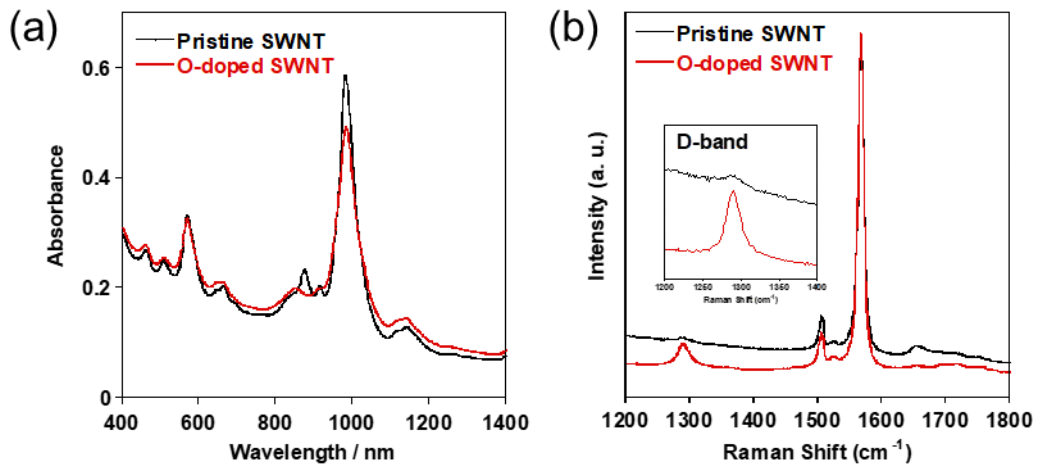 (a)
Pristine SWNT
O-doped SWNT
Absorbance
0.6
0.4
0.2
0
400 600 800 1000 1200 1400
Wavelength / nm
(b)
Pristine SWNT
O-doped SWNT
Intensity (a. u.)
D-band
1200 1250 1300 1350 1400
Raman Shift (cm⁻¹)
1200 1300 1400 1500 1600 1700 1800
Raman Shift (cm⁻¹)